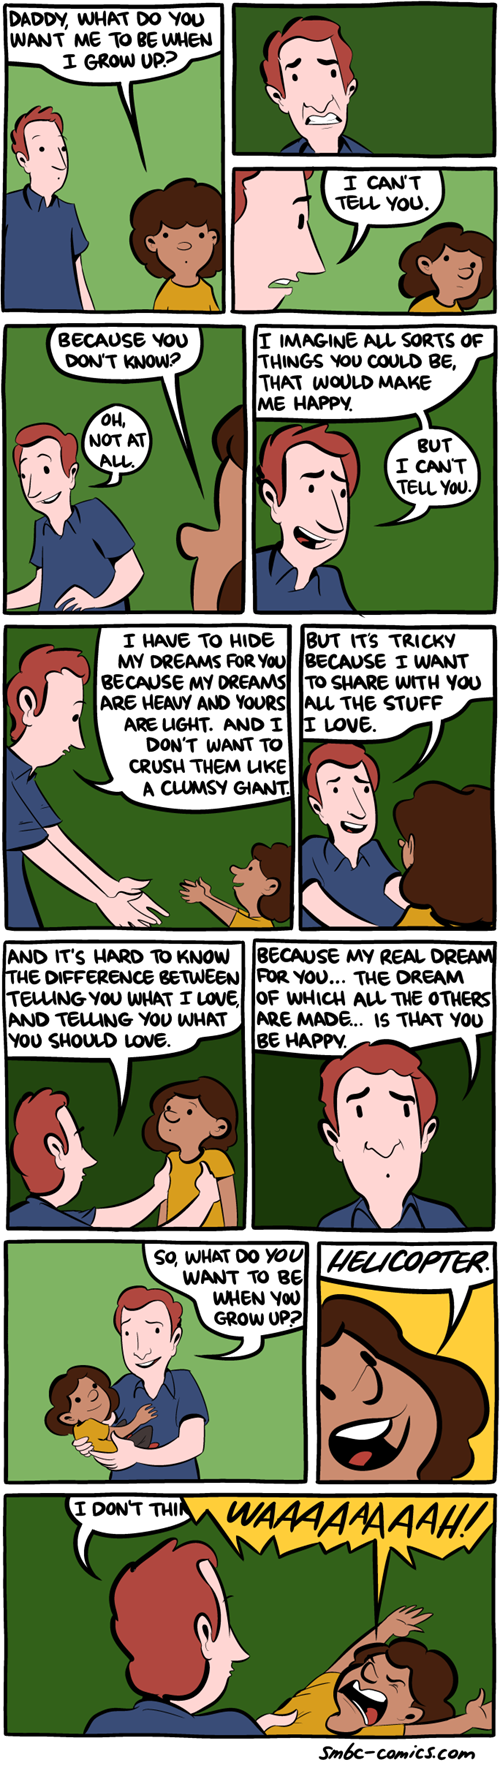 DADDY, WHAT DO YOU
WANT ME TO BE WHEN
I GROW UP?
I CAN'T
TELL YOU.
BECAUSE YOU
DON'T KNOW?
OH,
NOT AT
ALL.
I IMAGINE ALL SORTS OF
THINGS YOU COULD BE,
THAT WOULD MAKE
ME HAPPY.
BUT
I CAN'T
TELL YOU.
I HAVE TO HIDE
MY DREAMS FOR YOU
BECAUSE MY DREAMS
ARE HEAVY AND YOURS
ARE LIGHT. AND I
DON'T WANT TO
CRUSH THEM LIKE
A CLUMSY GIANT.
BUT IT'S TRICKY
BECAUSE I WANT
TO SHARE WITH YOU
ALL THE STUFF
I LOVE.
AND IT'S HARD TO KNOW
THE DIFFERENCE BETWEEN
TELLING YOU WHAT I LOVE,
AND TELLING YOU WHAT
YOU SHOULD LOVE.
BECAUSE MY REAL DREAM
FOR YOU... THE DREAM
OF WHICH ALL THE OTHERS
ARE MADE... IS THAT YOU
BE HAPPY.
SO, WHAT DO YOU
WANT TO BE
WHEN YOU
GROW UP?
HELICOPTER.
I DON'T THIN
WAAAAAAAAH!!
smbc-comics.com